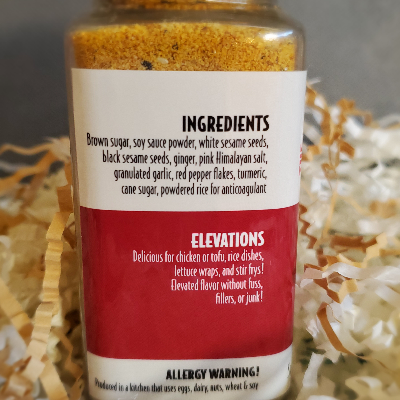 INGREDIENTS
Brown sugar, soy sauce powder, white sesame seeds,
black sesame seeds, ginger, pink Himalayan salt,
granulated garlic, red pepper flakes, turmeric,
cane sugar, powdered rice for anticoagulant
ELEVATIONS
Delicious for chicken or tofu, rice dishes,
lettuce wraps, and stir frys!
Elevated flavor without fuss,
fillers, or junk!
ALLERGY WARNING!
Produced in a kitchen that uses eggs, dairy, nuts, wheat & soy